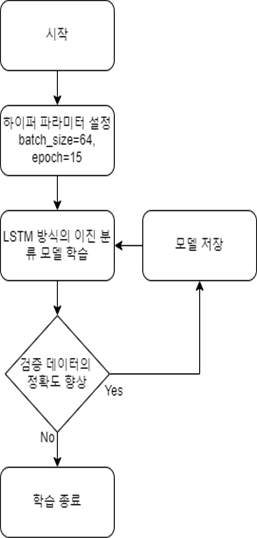 시작
하이퍼 파라미터 설정
batch_size=64,
epoch=15
LSTM 방식의 이진 분
류 모델 학습
모델 저장
검증 데이터의
정확도 향상
Yes
No
학습 종료